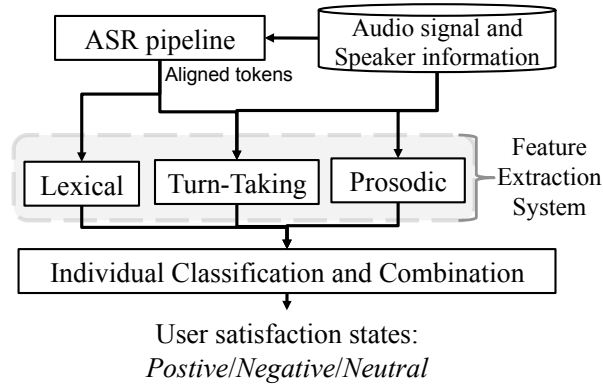 ASR pipeline
Audio signal and
Speaker information
Aligned tokens
Lexical
Turn-Taking
Prosodic
Feature
Extraction
System
Individual Classification and Combination
User satisfaction states:
Postive/Negative/Neutral